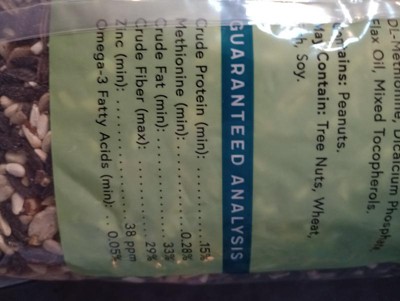 DL-Methionine, Dicalcium Phosphate,
Flax Oil, Mixed Tocopherols.
Contains: Peanuts.
May Contain: Tree Nuts, Wheat,
Soy.
GUARANTEED ANALYSIS
Crude Protein (min): .........15%
Methionine (min): ..........0.28%
Crude Fat (min): ............33%
Crude Fiber (max): ..........29%
Zinc (min): ..............38 ppm
Omega-3 Fatty Acids (min): .. 0.05%